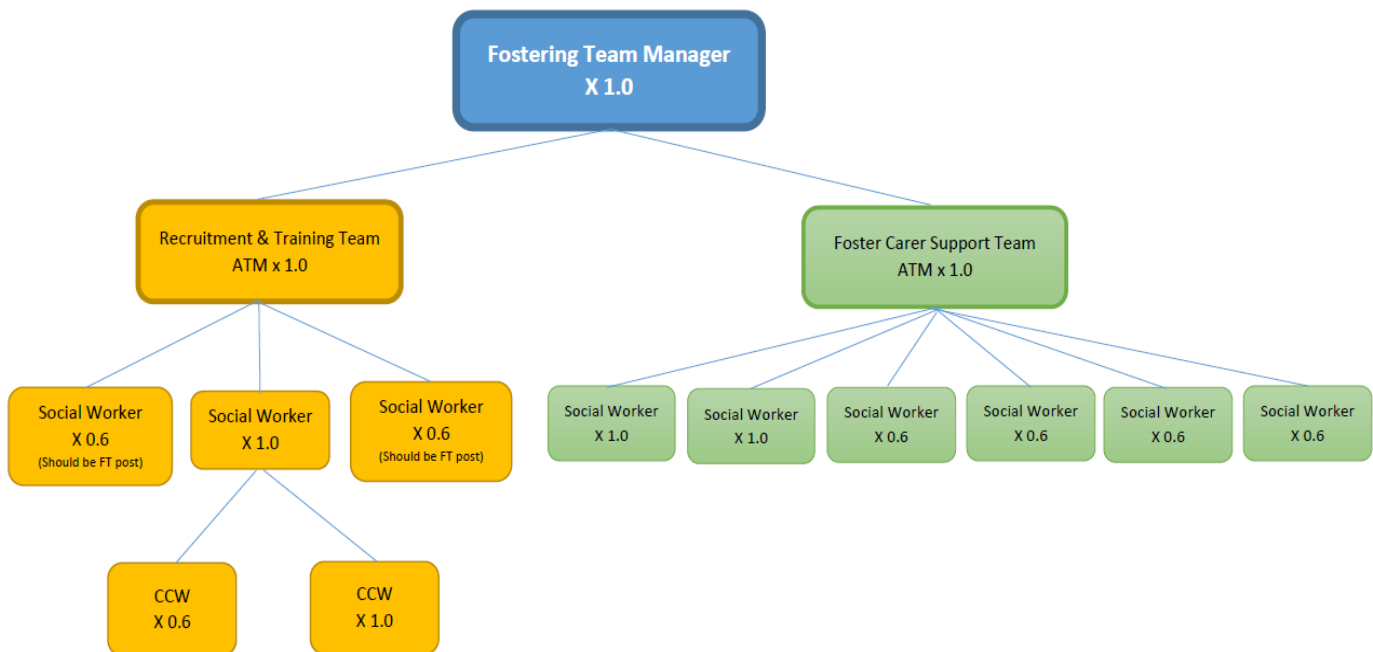 Fostering Team Manager
X 1.0
Recruitment & Training Team
ATM x 1.0
Foster Carer Support Team
ATM x 1.0
Social Worker
X 0.6
(Should be FT post)
Social Worker
X 1.0
Social Worker
X 0.6
(Should be FT post)
Social Worker
X 1.0
Social Worker
X 1.0
Social Worker
X 0.6
Social Worker
X 0.6
Social Worker
X 0.6
Social Worker
X 0.6
CCW
X 0.6
CCW
X 1.0